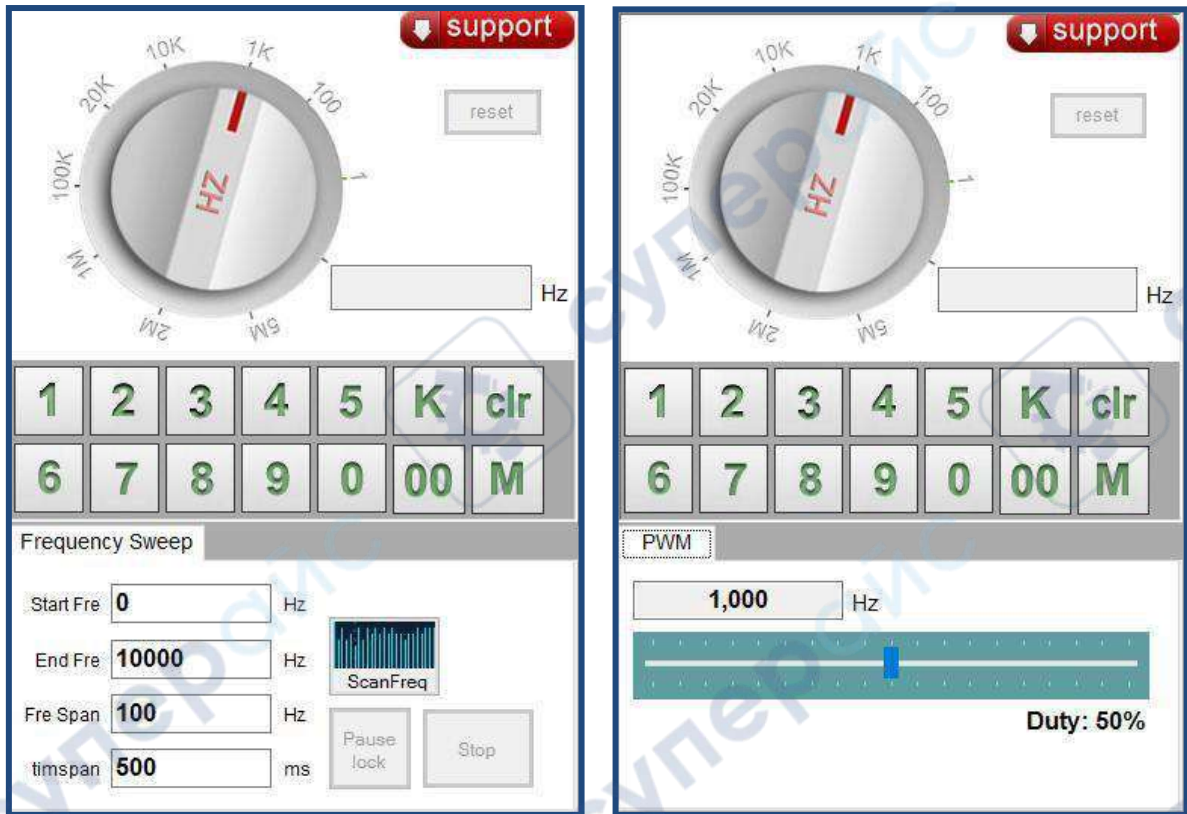 support
10K
1K
20K
100
reset
100K
HZ
1
1M
Hz
2M
5M
1 2 3 4 5 K clr
6 7 8 9 0 00 M
Frequency Sweep
Start Fre 0 Hz
End Fre 10000 Hz
ScanFreq
Fre Span 100 Hz
Pause lock
Stop
timspan 500 ms
support
10K
1K
20K
100
reset
100K
HZ
1
1M
Hz
2M
5M
1 2 3 4 5 K clr
6 7 8 9 0 00 M
PWM
1,000 Hz
Duty: 50%
суперайс